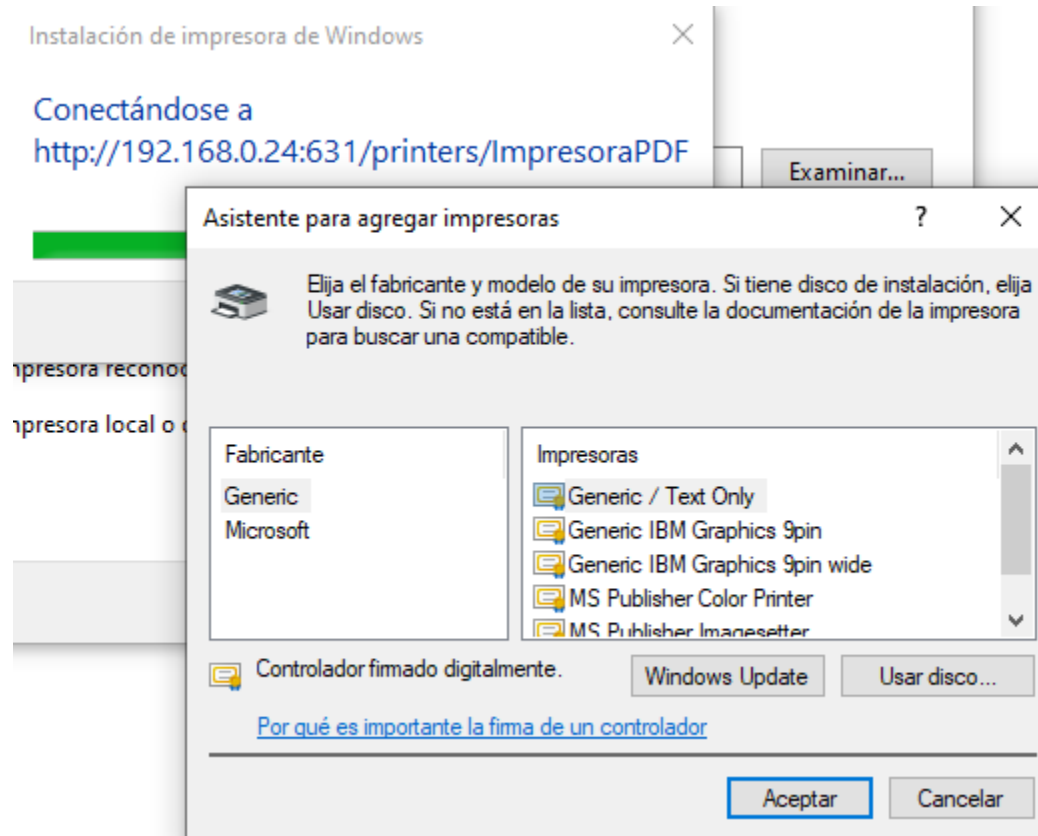 Instalación de impresora de Windows
Conectándose a
http://192.168.0.24:631/printers/ImpresoraPDF
Examinar...
Asistente para agregar impresoras
?
Elija el fabricante y modelo de su impresora. Si tiene disco de instalación, elija
Usar disco. Si no está en la lista, consulte la documentación de la impresora
para buscar una compatible.
mpresora local o
Fabricante
Generic
Microsoft
Impresoras
Generic / Text Only
Generic IBM Graphics 9pin
Generic IBM Graphics 9pin wide
MS Publisher Color Printer
MS Publisher Imagesetter
Controlador firmado digitalmente.
Windows Update
Usar disco...
Por qué es importante la firma de un controlador
Aceptar
Cancelar